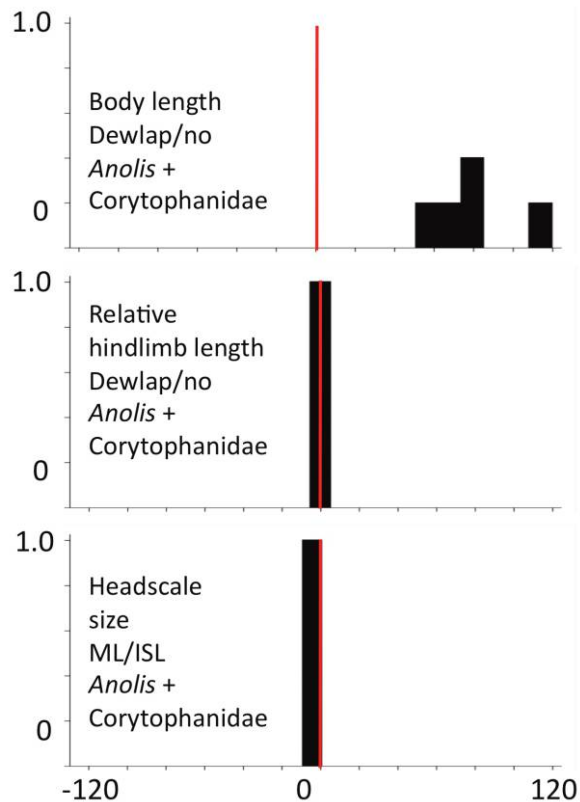 1.0
Body length
Dewlap/no
Anolis +
Corytophanidae
0
1.0
Relative
hindlimb length
Dewlap/no
Anolis +
Corytophanidae
0
1.0
Headscale
size
ML/ISL
Anolis +
Corytophanidae
0
-120 0 120